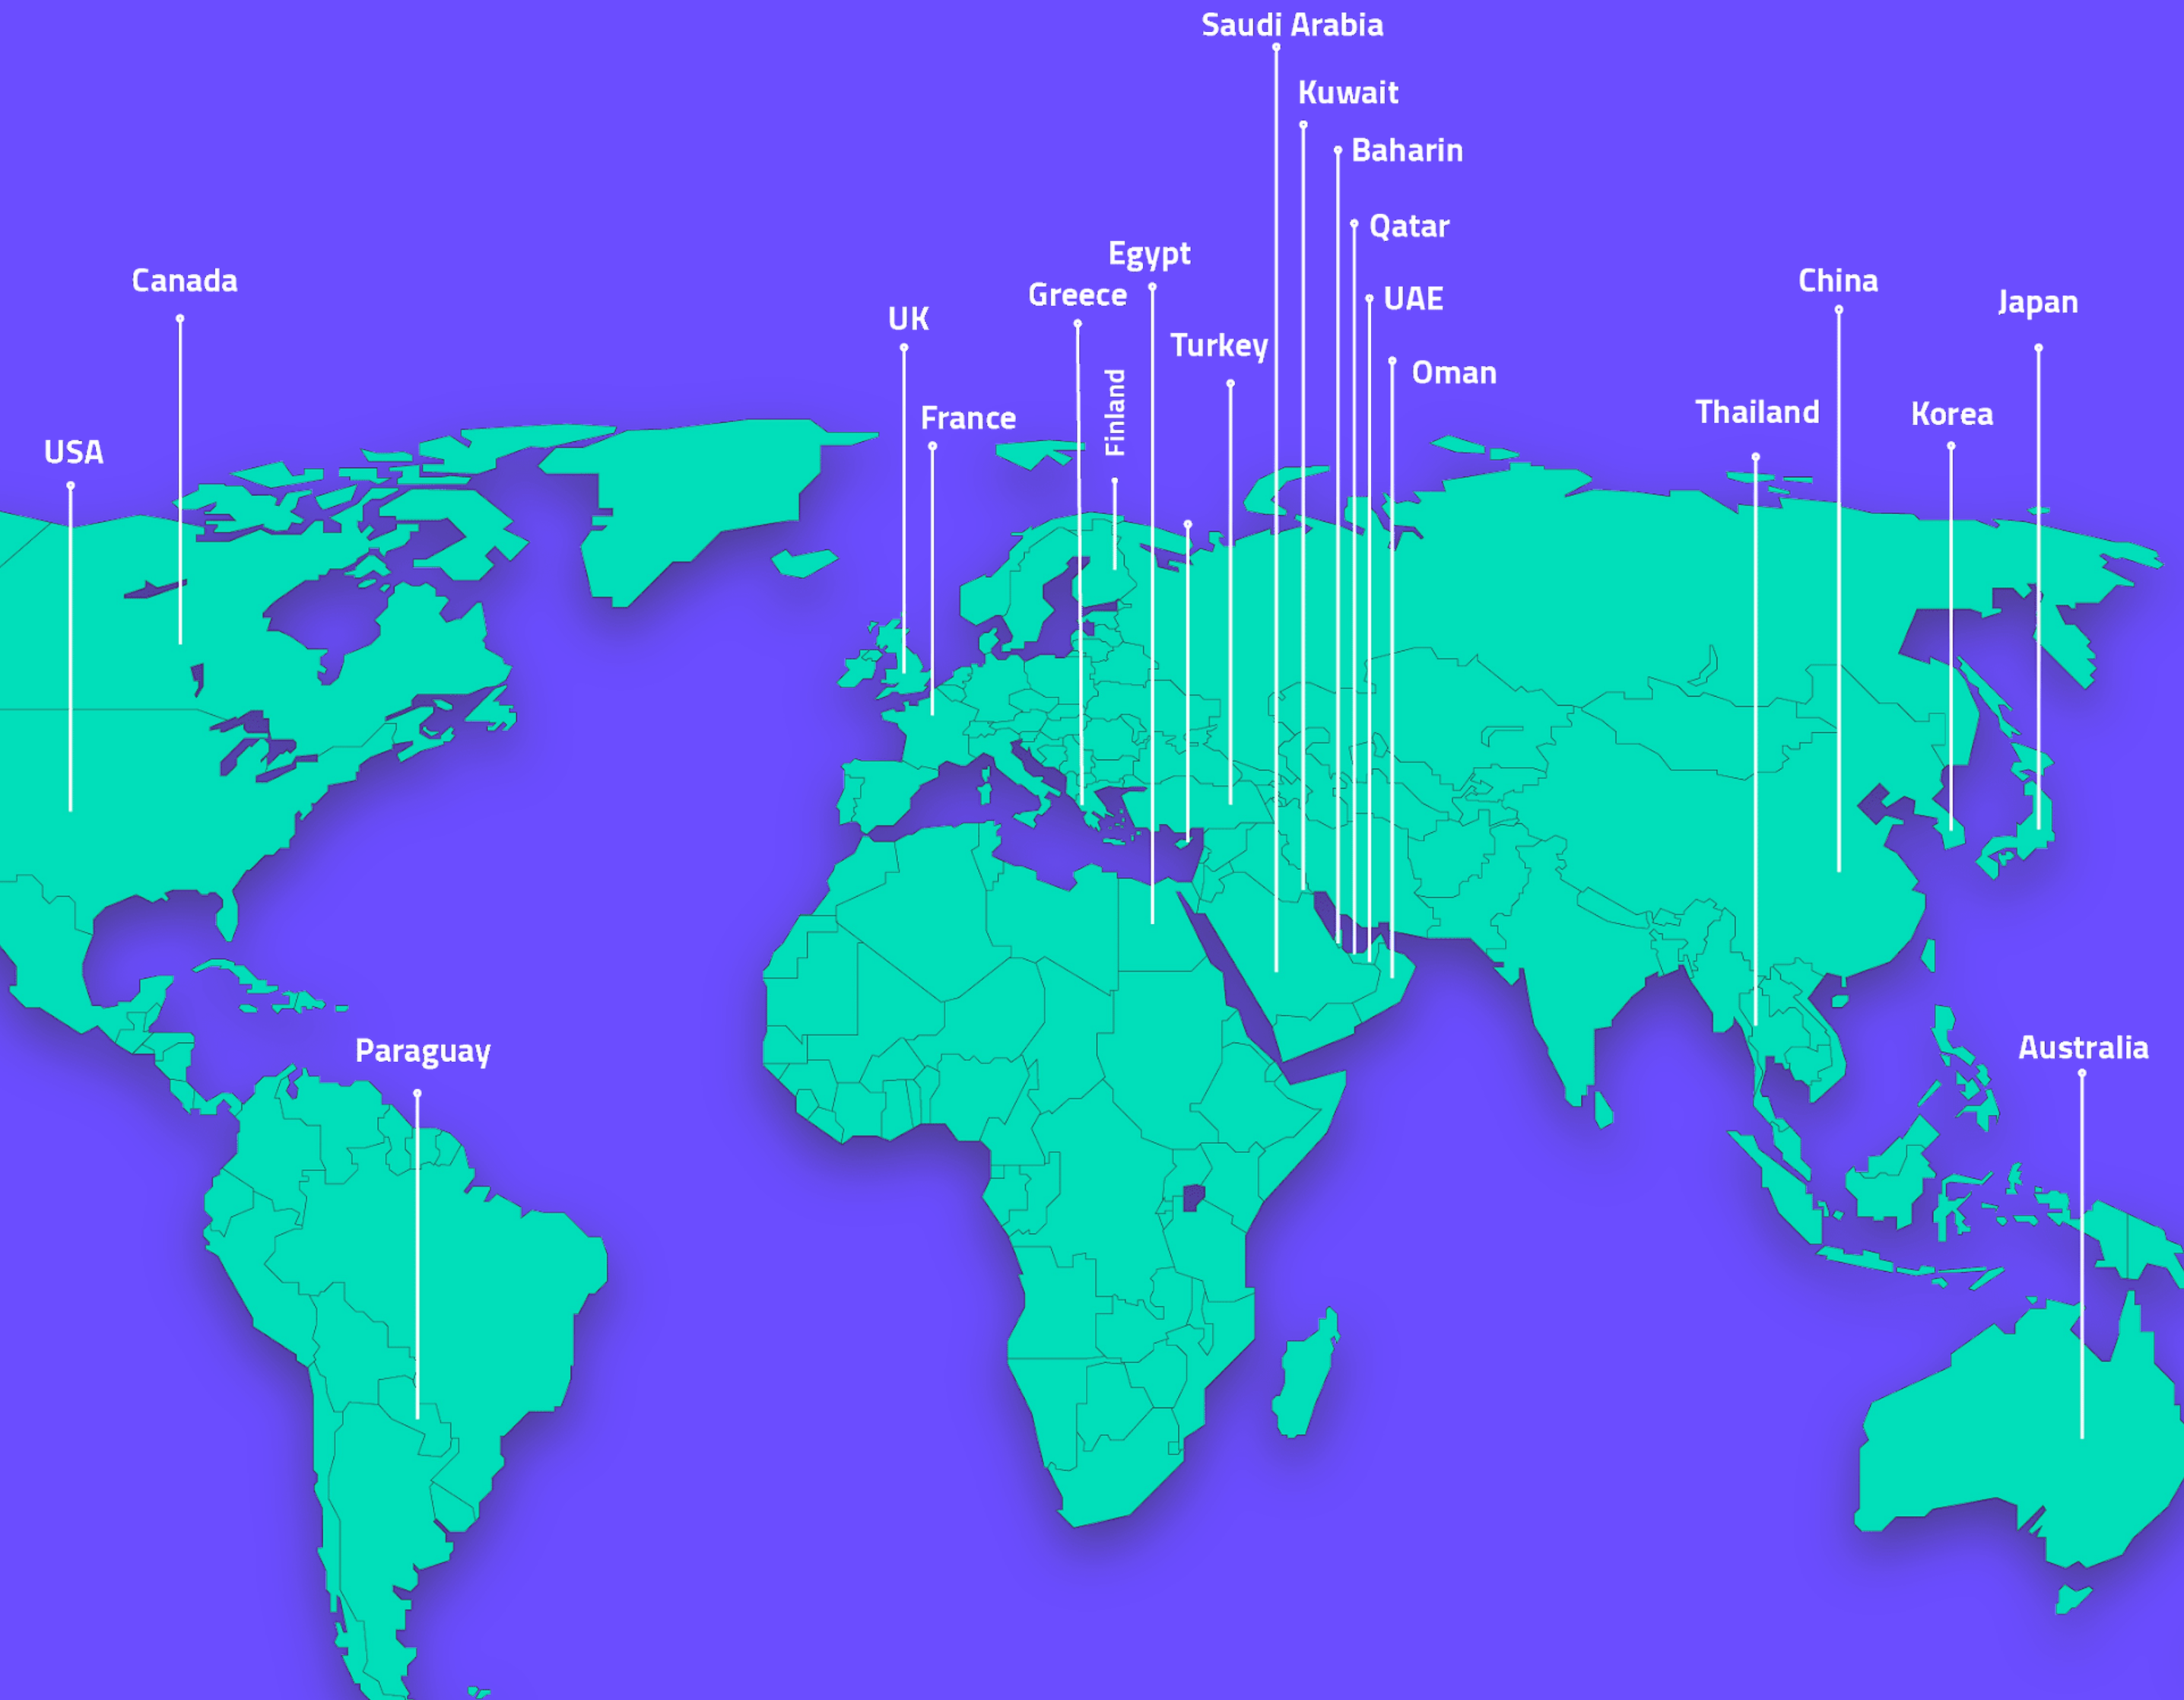 Saudi Arabia
Kuwait
Baharin
Qatar
Egypt
Canada
Greece
UAE
China
Japan
UK
Turkey
Oman
Finland
France
Thailand
Korea
USA
Paraguay
Australia